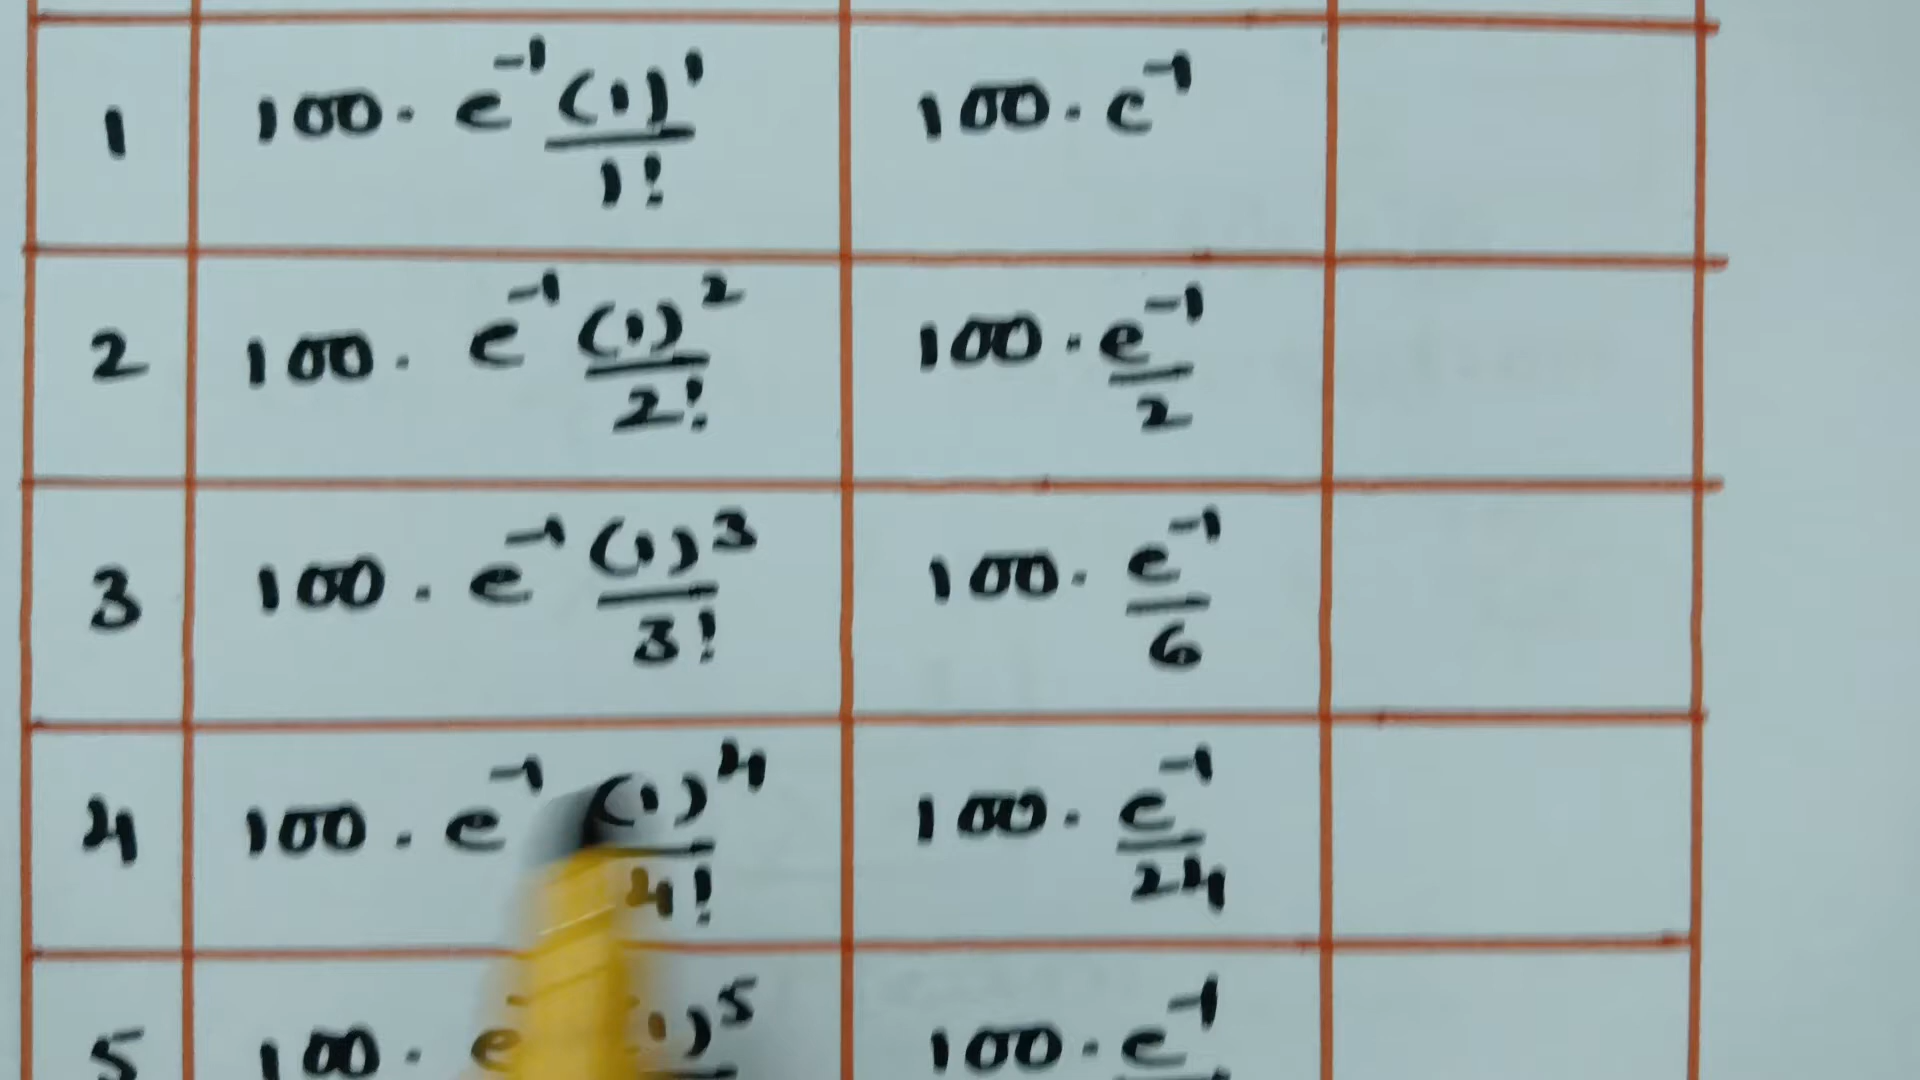 1 100 · e^-1 (1)^1 / 1! 100 · e^-1
2 100 · e^-1 (1)^2 / 2! 100 · e^-1 / 2
3 100 · e^-1 (1)^3 / 3! 100 · e^-1 / 6
4 100 · e^-1 (1)^4 / 4! 100 · e^-1 / 24
5 100 · e 1)^5 100 · e^-1